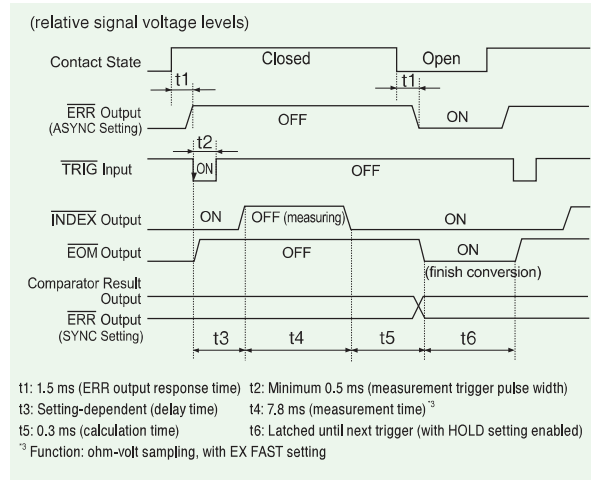 (relative signal voltage levels)
Contact State
Closed
Open
t1
t1
ERR Output
(ASYNC Setting)
OFF
ON
t2
TRIG Input
ON
OFF
INDEX Output
ON
OFF (measuring)
ON
EOM Output
OFF
ON
(finish conversion)
Comparator Result
Output
ERR Output
(SYNC Setting)
t3
t4
t5
t6
t1: 1.5 ms (ERR output response time) t2: Minimum 0.5 ms (measurement trigger pulse width)
t3: Setting-dependent (delay time) t4: 7.8 ms (measurement time) *3
t5: 0.3 ms (calculation time) t6: Latched until next trigger (with HOLD setting enabled)
*3 Function: ohm-volt sampling, with EX FAST setting